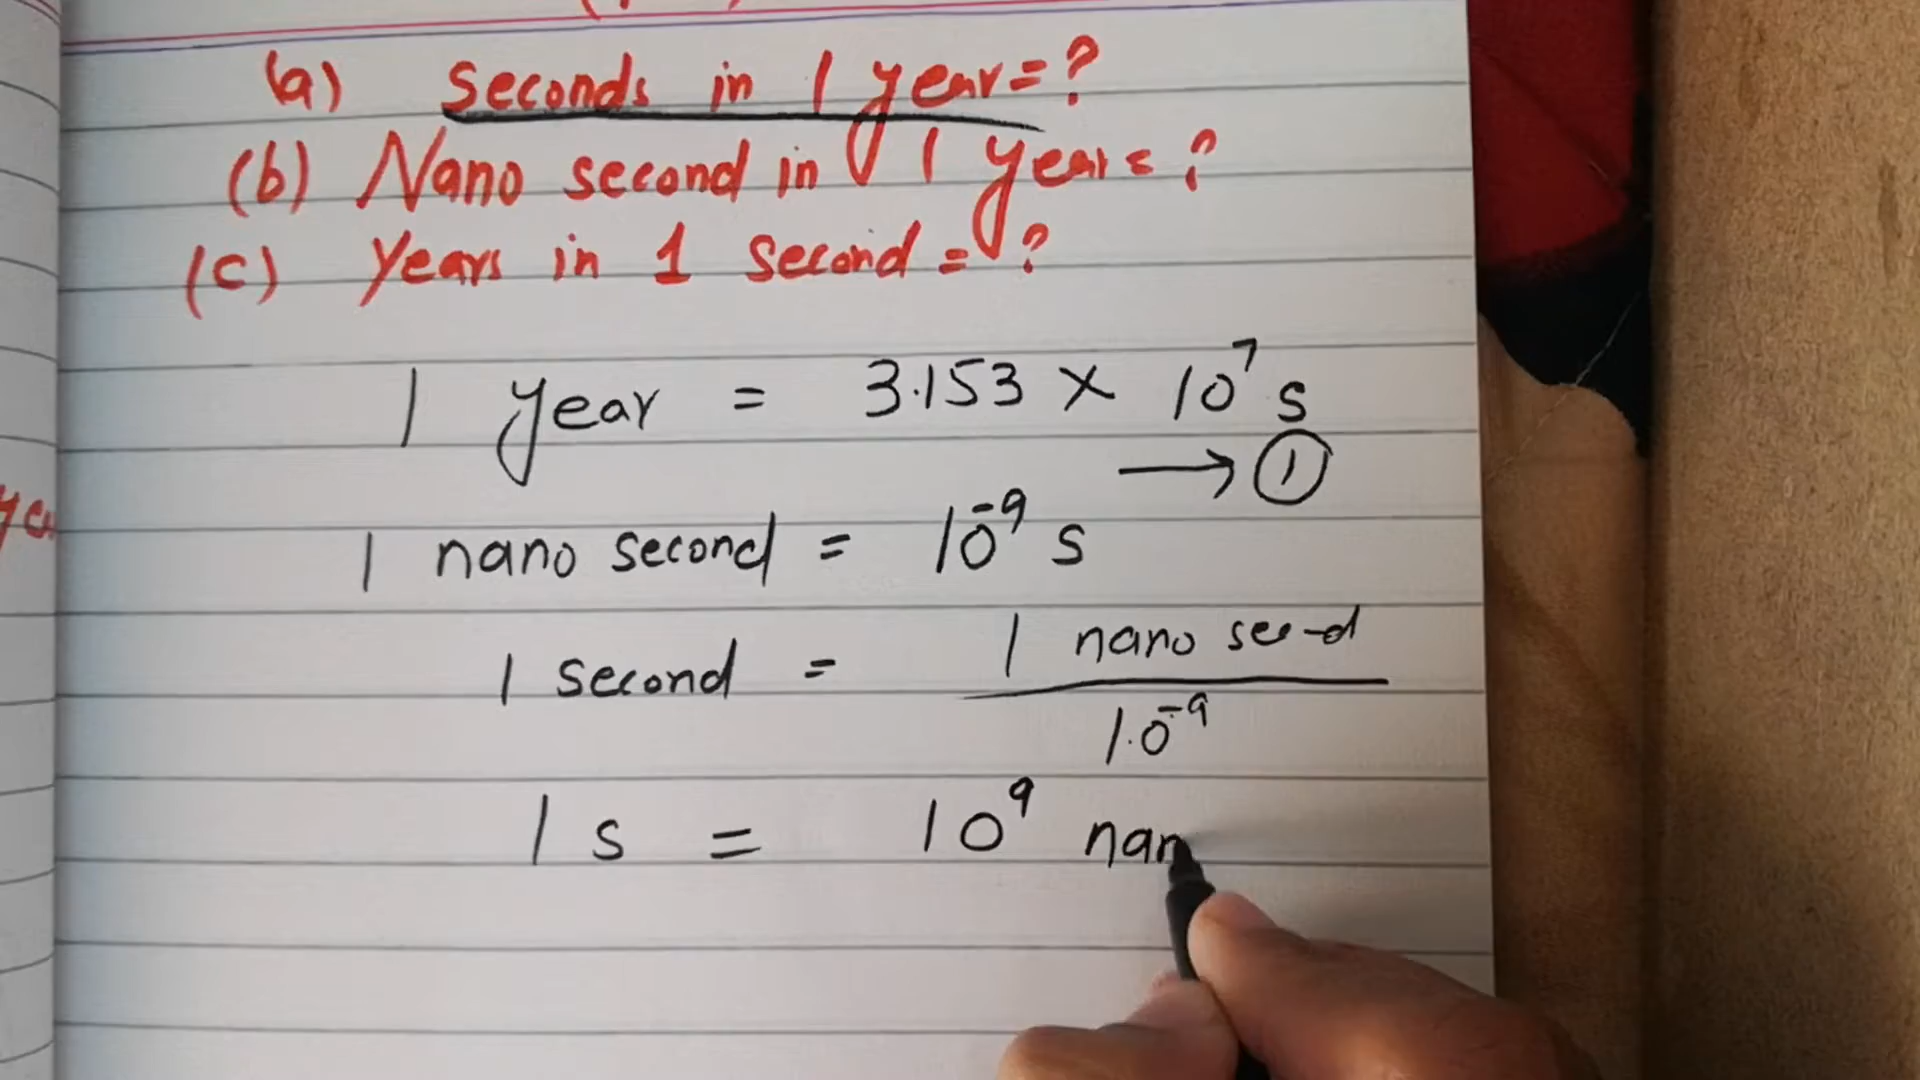 (a) Seconds in 1 year=?
(b) Nano second in 1 year=?
(c) Years in 1 second=?
1 year = 3.153 × 10⁷ s
→ ①
1 nano second = 10⁻⁹ s
1 second = 1 nano second / 10⁻⁹
1 s = 10⁹ nan